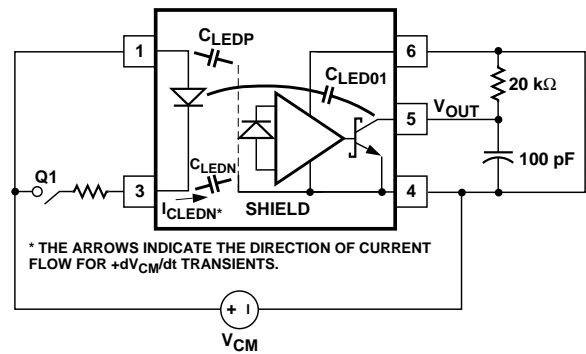 1
C_LEDP
6
C_LED01
20 kΩ
V_OUT
5
100 pF
C_LEDN
Q1
3
4
I_CLEDN*
SHIELD
* THE ARROWS INDICATE THE DIRECTION OF CURRENT
FLOW FOR +dV_CM/dt TRANSIENTS.
+ –
V_CM